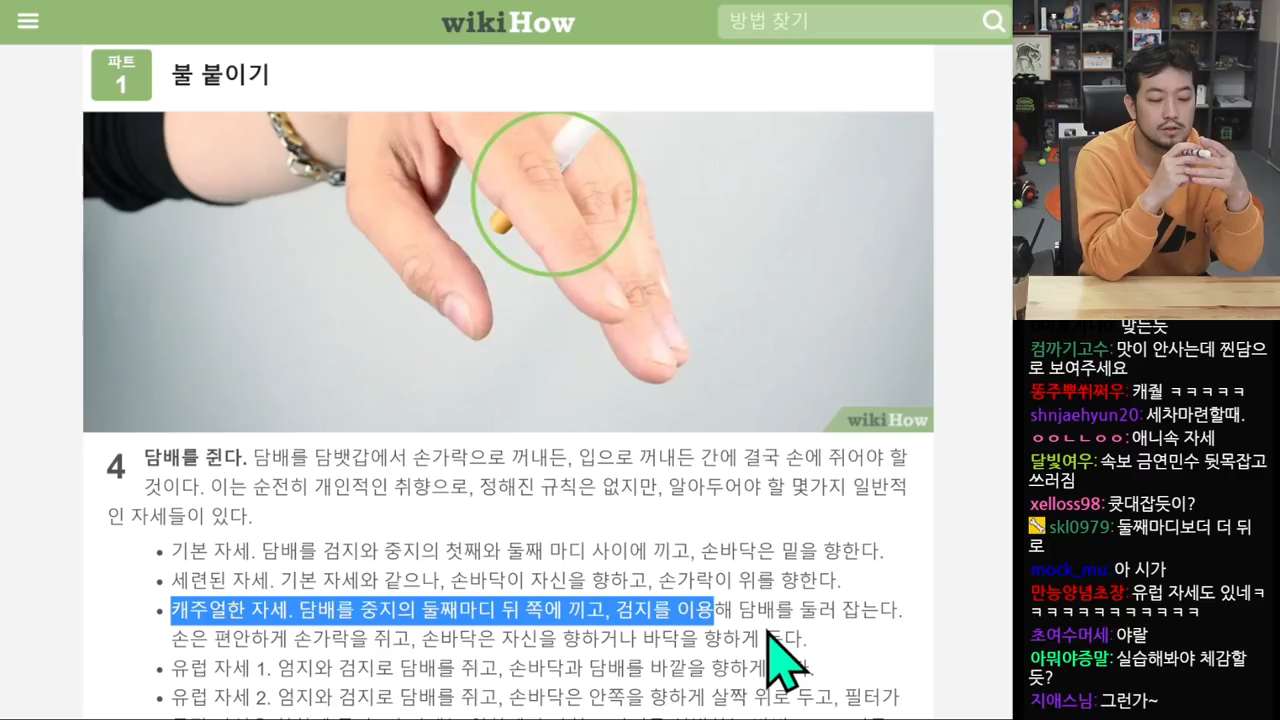 wikiHow
방법 찾기
파트
1
불 붙이기
wikiHow
4
담배를 쥔다. 담배를 담뱃갑에서 손가락으로 꺼내든, 입으로 꺼내든 간에 결국 손에 쥐어야 할
것이다. 이는 순전히 개인적인 취향으로, 정해진 규칙은 없지만, 알아두어야 할 몇가지 일반적
인 자세들이 있다.
• 기본 자세. 담배를 검지와 중지의 첫째와 둘째 마디 사이에 끼고, 손바닥은 밑을 향한다.
• 세련된 자세. 기본 자세와 같으나, 손바닥이 자신을 향하고, 손가락이 위를 향한다.
• 캐주얼한 자세. 담배를 중지의 둘째마디 뒤 쪽에 끼고, 검지를 이용해 담배를 둘러 잡는다.
손은 편안하게 손가락을 쥐고, 손바닥은 자신을 향하거나 바닥을 향하게 둔다.
• 유럽 자세 1. 엄지와 검지로 담배를 쥐고, 손바닥과 담배를 바깥을 향하게
• 유럽 자세 2. 엄지와 검지로 담배를 쥐고, 손바닥은 안쪽을 향하게 살짝 위로 두고, 필터가
맞는듯
컴까기고수: 맛이 안사는데 찐담으
로 보여주세요
똥주뿌쒸쩌우: 캐줠 ㅋㅋㅋㅋㅋ
shnjaehyun20: 세차마련할때.
ㅇㅇㄴㄴㅇㅇ: 애니속 자세
달빛여우: 속보 금연민수 뒷목잡고
쓰러짐
xelloss98: 큣대잡듯이?
skl0979: 둘째마디보더 더 뒤
로
mock_mu: 아 시가
만능양념초장: 유럽 자세도 있네ㅋ
ㅋㅋㅋㅋㅋㅋㅋㅋㅋㅋㅋ
초여수머세: 야랄
아뭐야증말: 실습해봐야 체감할
듯?
지애스님: 그런가~